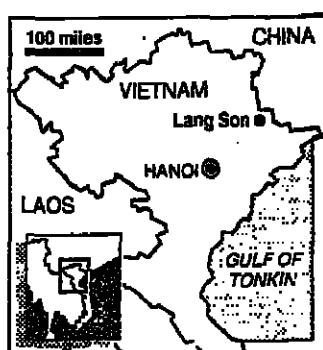 100 miles
CHINA
VIETNAM
Lang Son
HANOI
LAOS
GULF OF
TONKIN